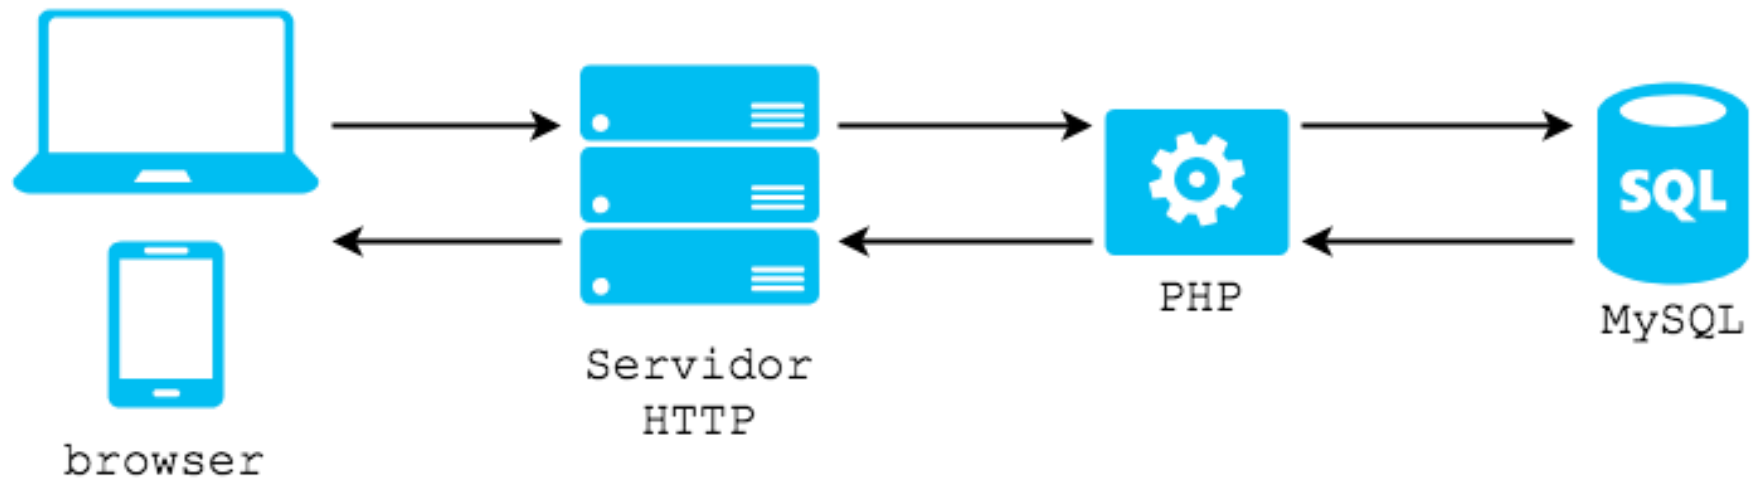 browser
Servidor
HTTP
PHP
SQL
MySQL